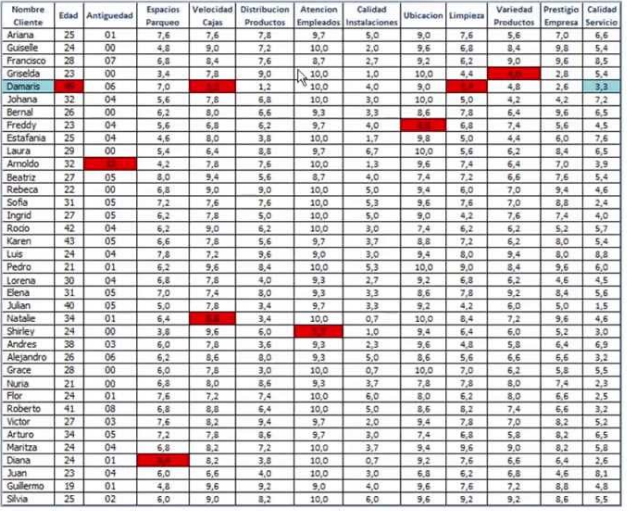 Nombre Cliente Edad Antiguedad Espacios Parqueo Velocidad Cajas Distribucion Productos Atencion Empleados Calidad Instalaciones Ubicacion Limpieza Variedad Productos Prestigio Empresa Calidad Servicio
Ariana 25 01 7,6 7,6 7,8 9,7 5,0 9,0 7,6 5,6 7,0 6,6
Guiselle 24 00 4,8 9,0 7,2 10,0 2,0 9,6 6,8 8,4 9,8 5,4
Francisco 28 07 6,8 8,4 7,6 8,7 2,7 9,2 6,2 9,0 9,6 8,5
Griselda 23 00 3,4 7,8 9,0 10,0 1,0 10,0 4,4 2,8 5,4
Damaris 06 7,0 1,2 10,0 4,0 9,0 4,8 2,6 3,3
Johana 32 04 5,6 7,8 6,8 10,0 3,0 10,0 5,0 4,2 4,2 7,2
Bernal 26 00 6,2 8,0 6,6 9,3 3,3 8,6 7,8 6,4 9,6 6,5
Freddy 23 04 5,6 6,8 6,2 9,7 4,0 6,8 7,4 5,6 4,5
Estafania 04 4,6 8,0 3,8 10,0 1,7 9,8 5,0 4,4 6,0 7,6
Laura 29 00 5,4 6,4 8,8 9,7 6,7 10,0 5,6 6,2 8,4 6,5
Arnoldo 32 4,2 7,8 7,6 10,0 1,3 9,6 7,4 6,4 7,0 3,9
Beatriz 27 05 8,0 9,4 5,6 8,7 4,0 7,4 7,2 6,6 7,6 5,4
Rebeca 22 00 6,8 9,0 9,0 10,0 5,0 9,4 6,0 7,0 9,4 4,6
Sofia 31 05 7,2 7,6 7,6 10,0 5,3 9,6 7,6 7,0 8,8 2,4
Ingrid 27 05 6,2 7,8 5,0 10,0 5,0 9,0 4,2 7,6 7,4 4,0
Rocio 42 04 6,2 9,0 6,2 10,0 3,0 7,4 6,2 6,2 5,2 5,7
Karen 43 05 6,6 7,8 5,6 9,7 3,7 8,8 7,2 6,2 8,0 5,4
Luis 24 04 7,8 7,2 9,6 9,0 3,0 9,4 8,0 9,4 8,0 8,8
Pedro 21 01 6,2 9,6 8,4 10,0 5,3 10,0 9,0 8,4 9,6 6,0
Lorena 30 04 6,8 7,8 4,0 9,3 2,7 9,2 6,8 6,2 4,6 4,5
Elena 31 05 7,0 7,4 8,0 9,3 3,3 8,6 7,8 9,2 8,4 5,6
Julian 40 05 5,0 7,8 3,4 9,7 3,3 9,2 4,2 6,0 5,0 1,5
Natalie 34 01 6,4 3,4 10,0 0,7 10,0 8,4 7,2 9,6 4,6
Shirley 24 00 3,8 9,6 6,0 1,0 9,4 6,4 6,0 5,2 3,0
Andres 38 03 6,0 7,8 3,6 9,3 2,3 9,6 4,8 5,8 6,4 6,9
Alejandro 26 06 6,2 8,6 8,0 9,3 5,0 8,6 5,6 6,6 6,6 3,2
Grace 28 00 6,0 7,8 3,0 10,0 0,7 10,0 7,0 6,2 5,8 5,5
Nuria 21 00 6,8 8,0 8,6 9,3 3,7 7,8 7,8 8,0 7,4 2,3
Flor 24 01 7,6 7,2 7,4 10,0 6,0 8,0 6,2 8,0 6,6 2,5
Roberto 41 08 6,8 8,8 6,4 10,0 5,0 8,6 8,2 7,4 6,6 3,2
Victor 27 03 7,6 8,2 9,4 9,7 2,0 9,4 7,8 7,0 8,2 5,2
Arturo 34 05 7,2 7,8 8,6 9,7 3,0 7,4 6,8 5,8 8,2 6,5
Maritza 24 04 6,8 8,2 7,2 10,0 3,7 9,4 9,6 9,0 8,2 5,8
Diana 24 01 8,2 3,8 10,0 0,7 9,2 7,6 6,6 6,4 2,6
Juan 23 04 6,0 6,6 4,0 10,0 3,0 6,8 6,2 6,8 4,6 8,1
Guillermo 19 01 4,8 9,6 9,2 9,0 4,0 9,6 7,6 7,2 8,8 4,8
Silvia 25 02 6,0 9,0 8,2 10,0 6,0 9,6 9,2 9,2 8,6 5,5